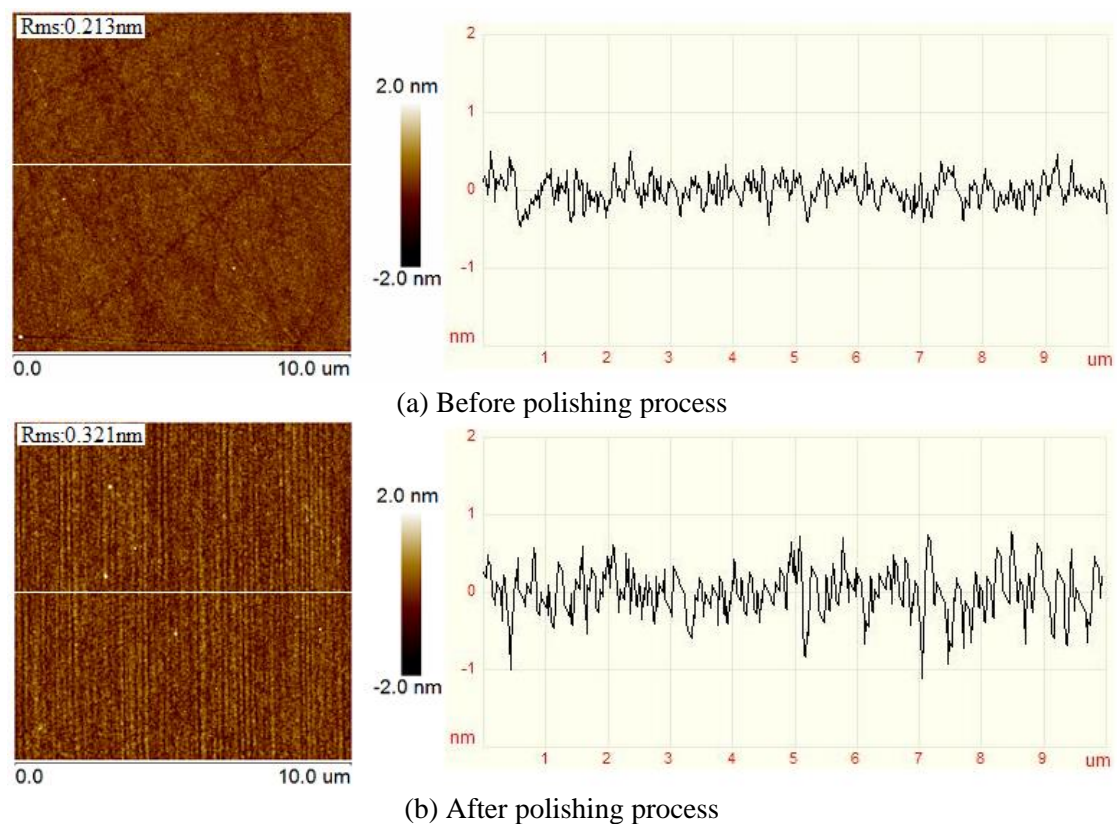 Rms:0.213nm
2.0 nm
-2.0 nm
0.0 10.0 um
2
1
0
-1
nm
1 2 3 4 5 6 7 8 9 um
(a) Before polishing process
Rms:0.321nm
2.0 nm
-2.0 nm
0.0 10.0 um
2
1
0
-1
nm
1 2 3 4 5 6 7 8 9 um
(b) After polishing process